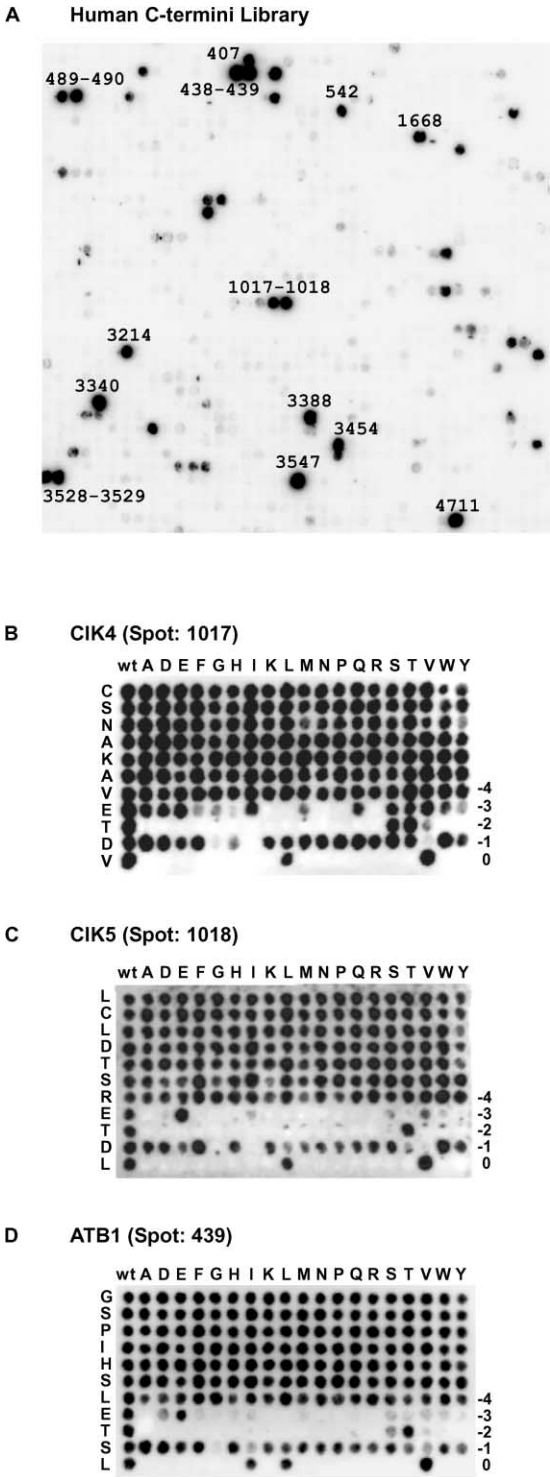 A Human C-termini Library
407
489-490
438-439
542
1668
1017-1018
3214
3340
3388
3454
3547
3528-3529
4711
B CIK4 (Spot: 1017)
wt A D E F G H I K L M N P Q R S T V W Y
C
S
N
A
K
A
V -4
E -3
T -2
D -1
V 0
C CIK5 (Spot: 1018)
wt A D E F G H I K L M N P Q R S T V W Y
L
C
L
D
T
S
R -4
E -3
T -2
D -1
L 0
D ATB1 (Spot: 439)
wt A D E F G H I K L M N P Q R S T V W Y
G
S
P
I
H
S
L -4
E -3
T -2
S -1
L 0